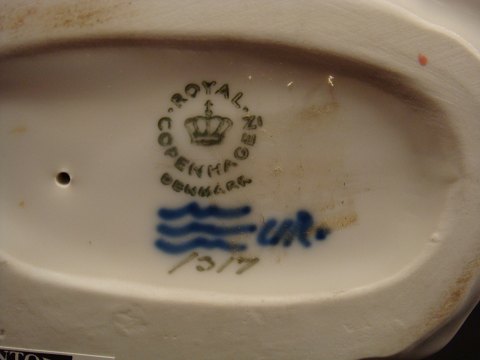 ROYAL
COPENHAGEN
DENMARK
1317